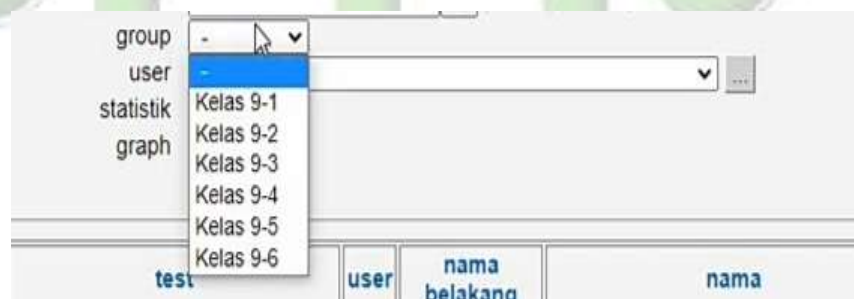 group -
user -
...
statistik Kelas 9-1
Kelas 9-2
graph Kelas 9-3
Kelas 9-4
Kelas 9-5
Kelas 9-6
test user nama belakang nama